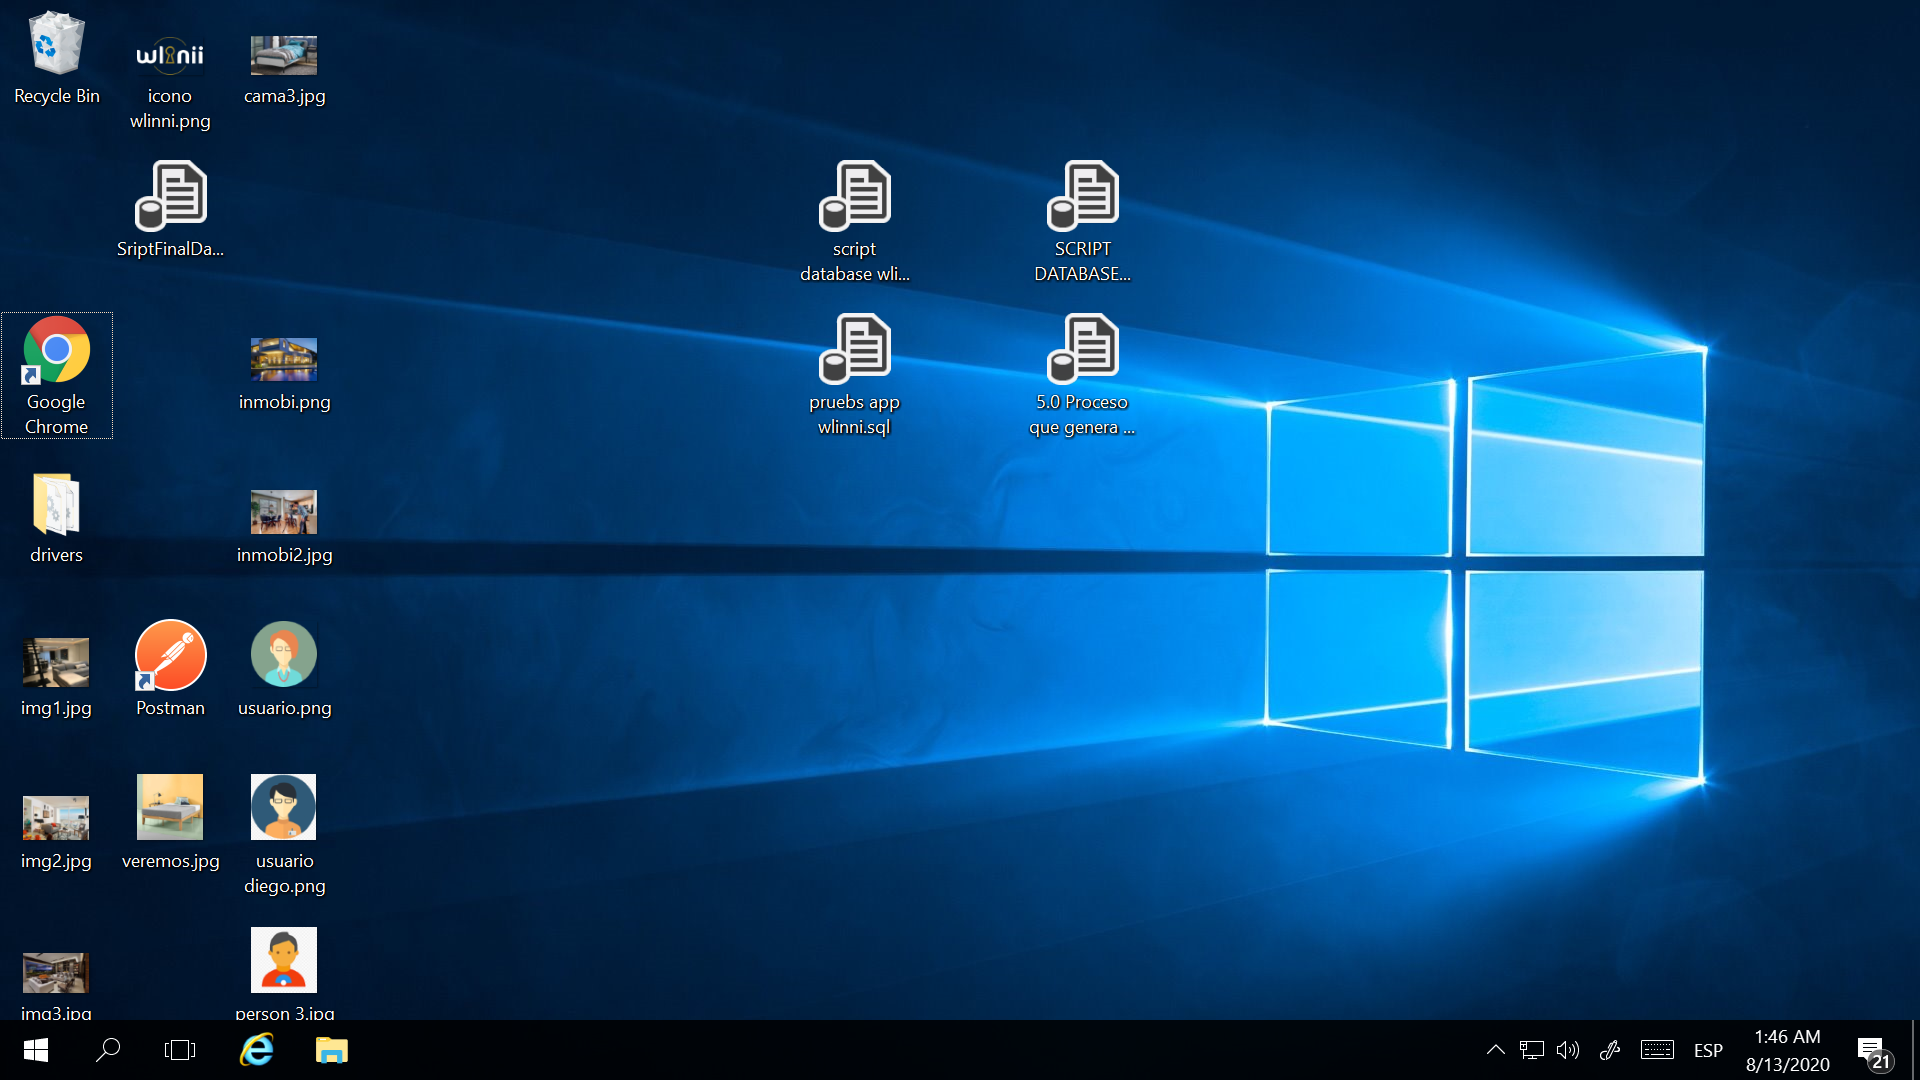 wlinii
Recycle Bin
icono
wlinni.png
cama3.jpg
SriptFinalDa...
script
database wli...
SCRIPT
DATABASE...
Google
Chrome
inmobi.png
pruebs app
wlinni.sql
5.0 Proceso
que genera ...
drivers
inmobi2.jpg
img1.jpg
Postman
usuario.png
img2.jpg
veremos.jpg
usuario
diego.png
img3.jpg
person 3.jpg
ESP
1:46 AM
8/13/2020
21